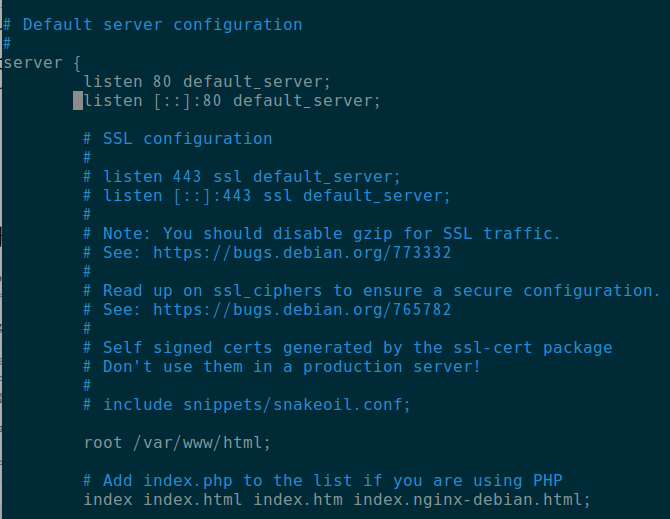 # Default server configuration
#
server {
listen 80 default_server;
listen [::]:80 default_server;
# SSL configuration
#
# listen 443 ssl default_server;
# listen [::]:443 ssl default_server;
#
# Note: You should disable gzip for SSL traffic.
# See: https://bugs.debian.org/773332
#
# Read up on ssl_ciphers to ensure a secure configuration.
# See: https://bugs.debian.org/765782
#
# Self signed certs generated by the ssl-cert package
# Don't use them in a production server!
#
# include snippets/snakeoil.conf;
root /var/www/html;
# Add index.php to the list if you are using PHP
index index.html index.htm index.nginx-debian.html;